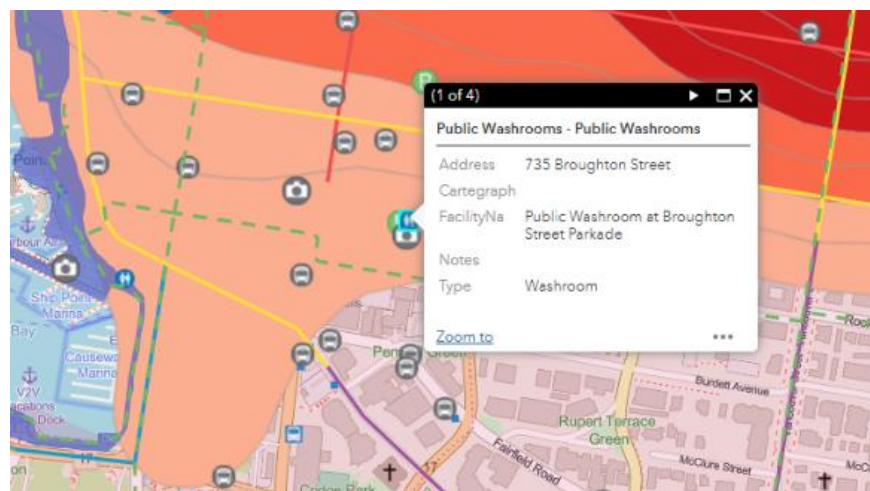 P
(1 of 4)
Public Washrooms - Public Washrooms
Address 735 Broughton Street
Cartegraph
FacilityNa Public Washroom at Broughton
Street Parkade
Notes
Type Washroom
Zoom to
Ship Point
Marina
Bay
Causeway
Marina
V2V
Dock
17
Green
Burdett Avenue
Rupert Terrace
Green
McClure Street
Fairfield Road
17